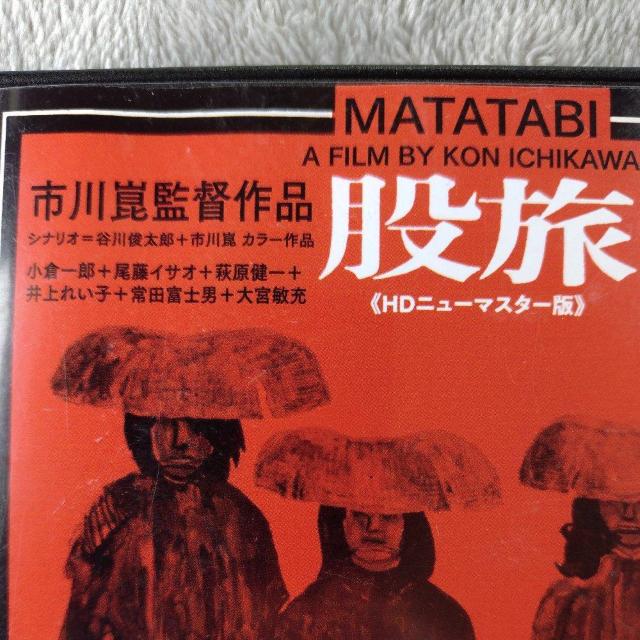 MATATABI
A FILM BY KON ICHIKAWA
市川崑監督作品
股旅
シナリオ=谷川俊太郎+市川崑 カラー作品
小倉一郎+尾藤イサオ+萩原健一+
井上れい子+常田富士男+大宮敏充
《HDニューマスター版》